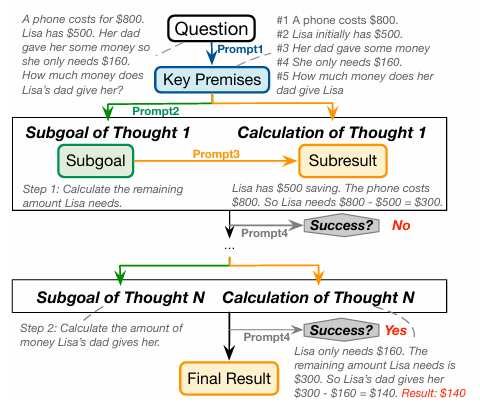 A phone costs for $800.
Lisa has $500. Her dad
gave her some money so
she only needs $160.
How much money does
Lisa's dad give her?
Question
Prompt1
Key Premises
#1 A phone costs $800.
#2 Lisa initially has $500.
#3 Her dad gave some money
#4 She only needs $160.
#5 How much money does her
dad give Lisa
Prompt2
Subgoal of Thought 1
Calculation of Thought 1
Subgoal
Prompt3
Subresult
Step 1: Calculate the remaining
amount Lisa needs.
Lisa has $500 saving. The phone costs
$800. So Lisa needs $800 - $500 = $300.
Prompt4
Success?
No
...
Subgoal of Thought N
Calculation of Thought N
Step 2: Calculate the amount of
money Lisa's dad gives her.
Prompt4
Success?
Yes
Final Result
Lisa only needs $160. The
remaining amount Lisa needs is
$300. So Lisa's dad gives her
$300 - $160 = $140. Result: $140